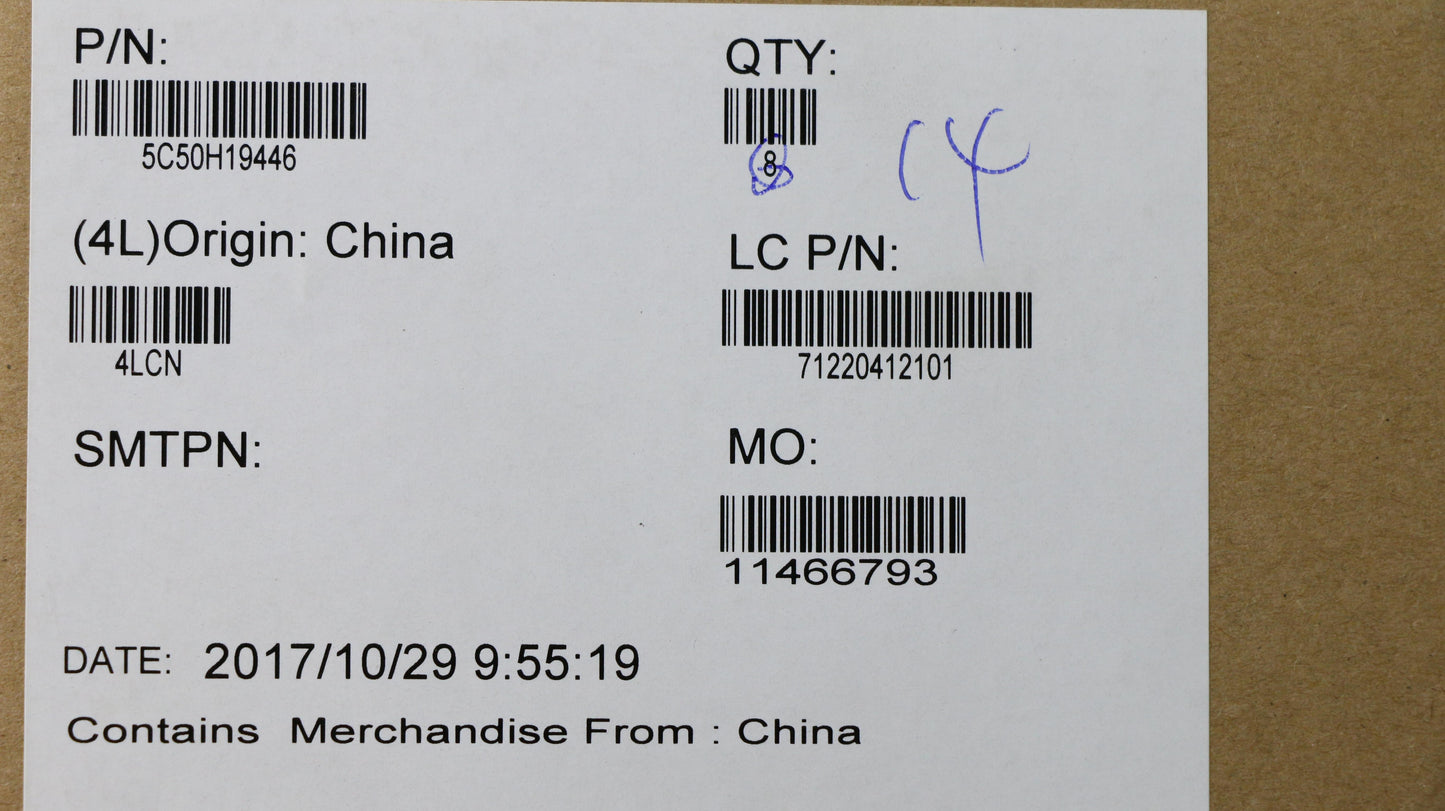 P/N:
5C50H19446
QTY:
8
14
(4L)Origin: China
4LCN
LC P/N:
71220412101
SMTPN:
MO:
11466793
DATE: 2017/10/29 9:55:19
Contains Merchandise From : China